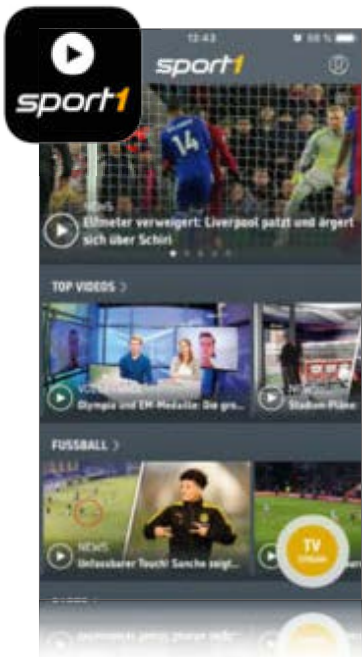 sport1
12:43
68 %
sport1
14
NEWS
Elfmeter verweigert: Liverpool patzt und ärgert
sich über Schiri
TOP VIDEOS >
Olympia und EM-Medaille: Die gro...
Stadion-Pläne
FUSSBALL >
NEWS
Unfassbarer Touch! Sancho zeigt...
TV